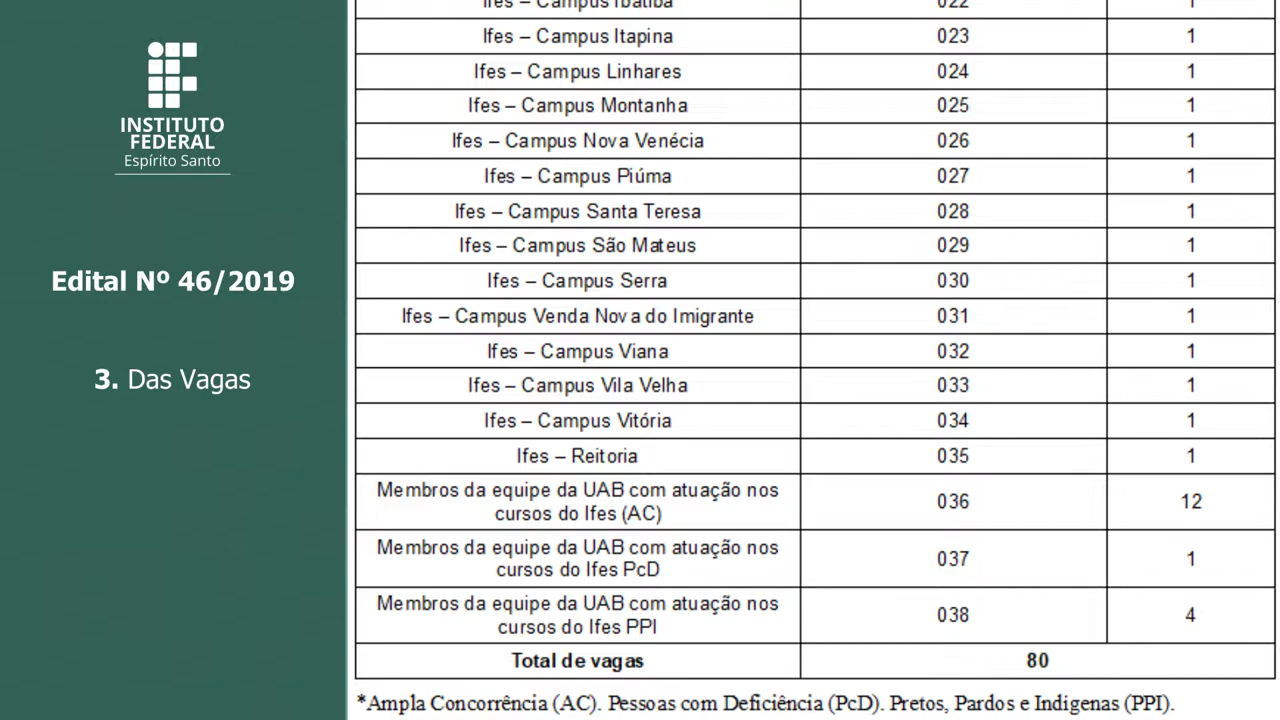 INSTITUTO
FEDERAL
Espírito Santo
Edital Nº 46/2019
3. Das Vagas
Ifes – Campus Ibatiba 022 1
Ifes – Campus Itapina 023 1
Ifes – Campus Linhares 024 1
Ifes – Campus Montanha 025 1
Ifes – Campus Nova Venécia 026 1
Ifes – Campus Piúma 027 1
Ifes – Campus Santa Teresa 028 1
Ifes – Campus São Mateus 029 1
Ifes – Campus Serra 030 1
Ifes – Campus Venda Nova do Imigrante 031 1
Ifes – Campus Viana 032 1
Ifes – Campus Vila Velha 033 1
Ifes – Campus Vitória 034 1
Ifes – Reitoria 035 1
Membros da equipe da UAB com atuação nos
cursos do Ifes (AC) 036 12
Membros da equipe da UAB com atuação nos
cursos do Ifes PcD 037 1
Membros da equipe da UAB com atuação nos
cursos do Ifes PPI 038 4
Total de vagas 80
*Ampla Concorrência (AC). Pessoas com Deficiência (PcD). Pretos, Pardos e Indígenas (PPI).